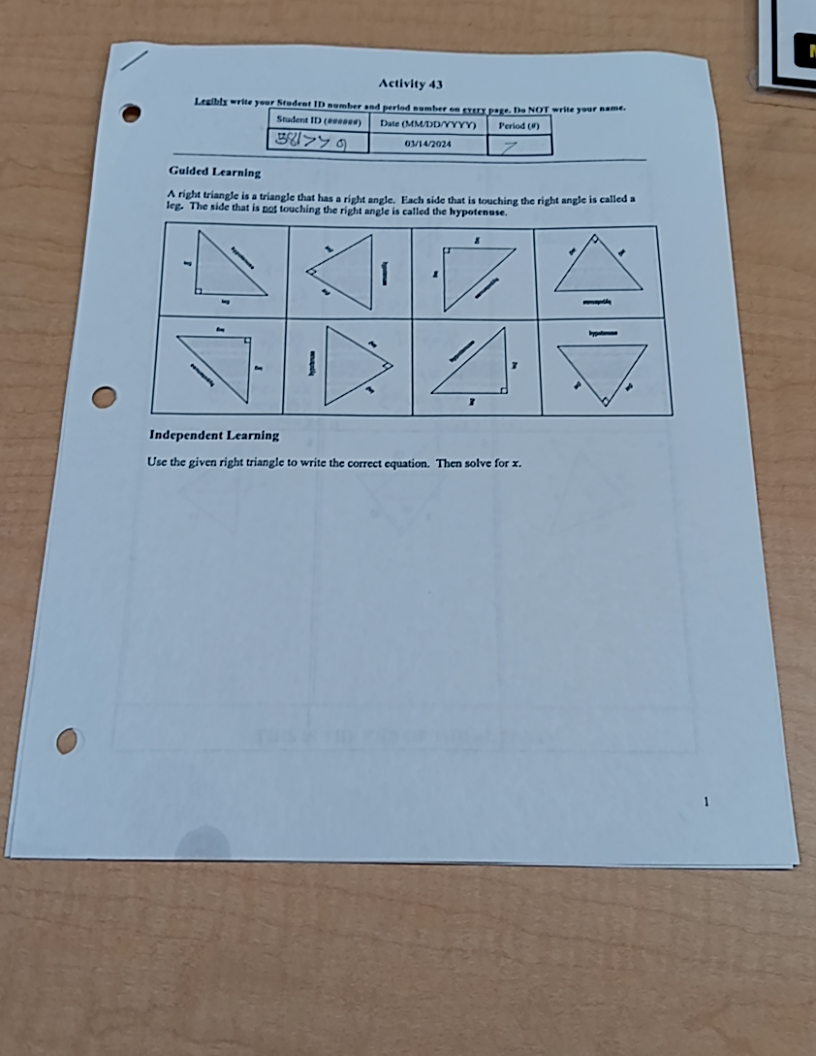 Activity 43
Legibly write your Student ID number and period number on every page. Do NOT write your name.
Student ID (######) Date (MM/DD/YYYY) Period (#)
03/14/2024 7
Guided Learning
A right triangle is a triangle that has a right angle. Each side that is touching the right angle is called a
leg. The side that is not touching the right angle is called the hypotenuse.
leg hypotenuse leg
leg hypotenuse leg
leg leg hypotenuse
leg leg hypotenuse
leg leg hypotenuse
hypotenuse leg leg
hypotenuse leg leg
hypotenuse leg leg
Independent Learning
Use the given right triangle to write the correct equation. Then solve for x.
1